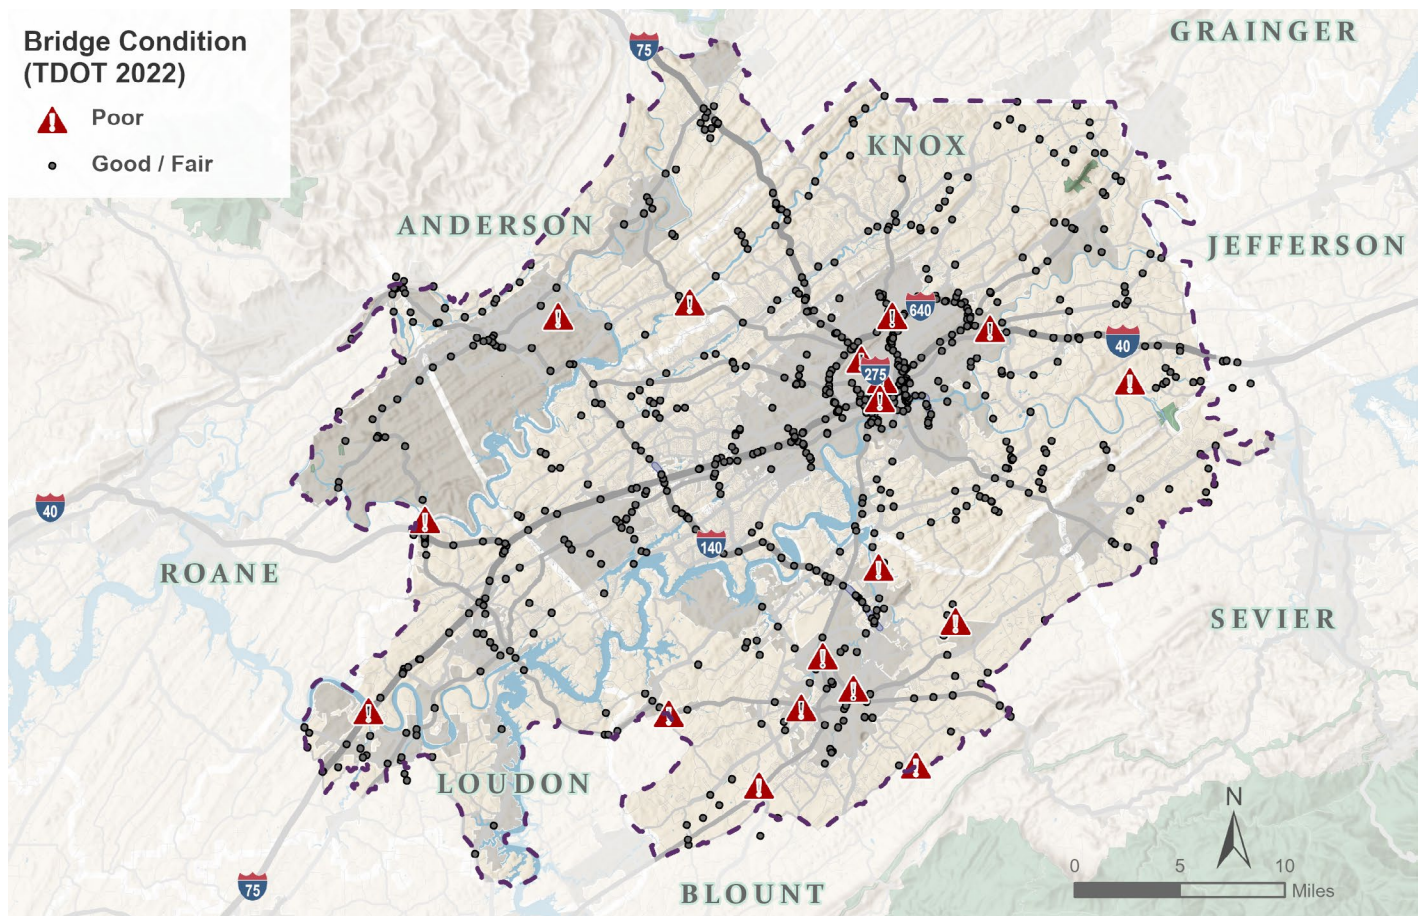 Bridge Condition
(TDOT 2022)
Poor
Good / Fair
75
GRAINGER
KNOX
ANDERSON
JEFFERSON
640
40
275
40
140
ROANE
SEVIER
LOUDON
75
BLOUNT
N
0 5 10
Miles